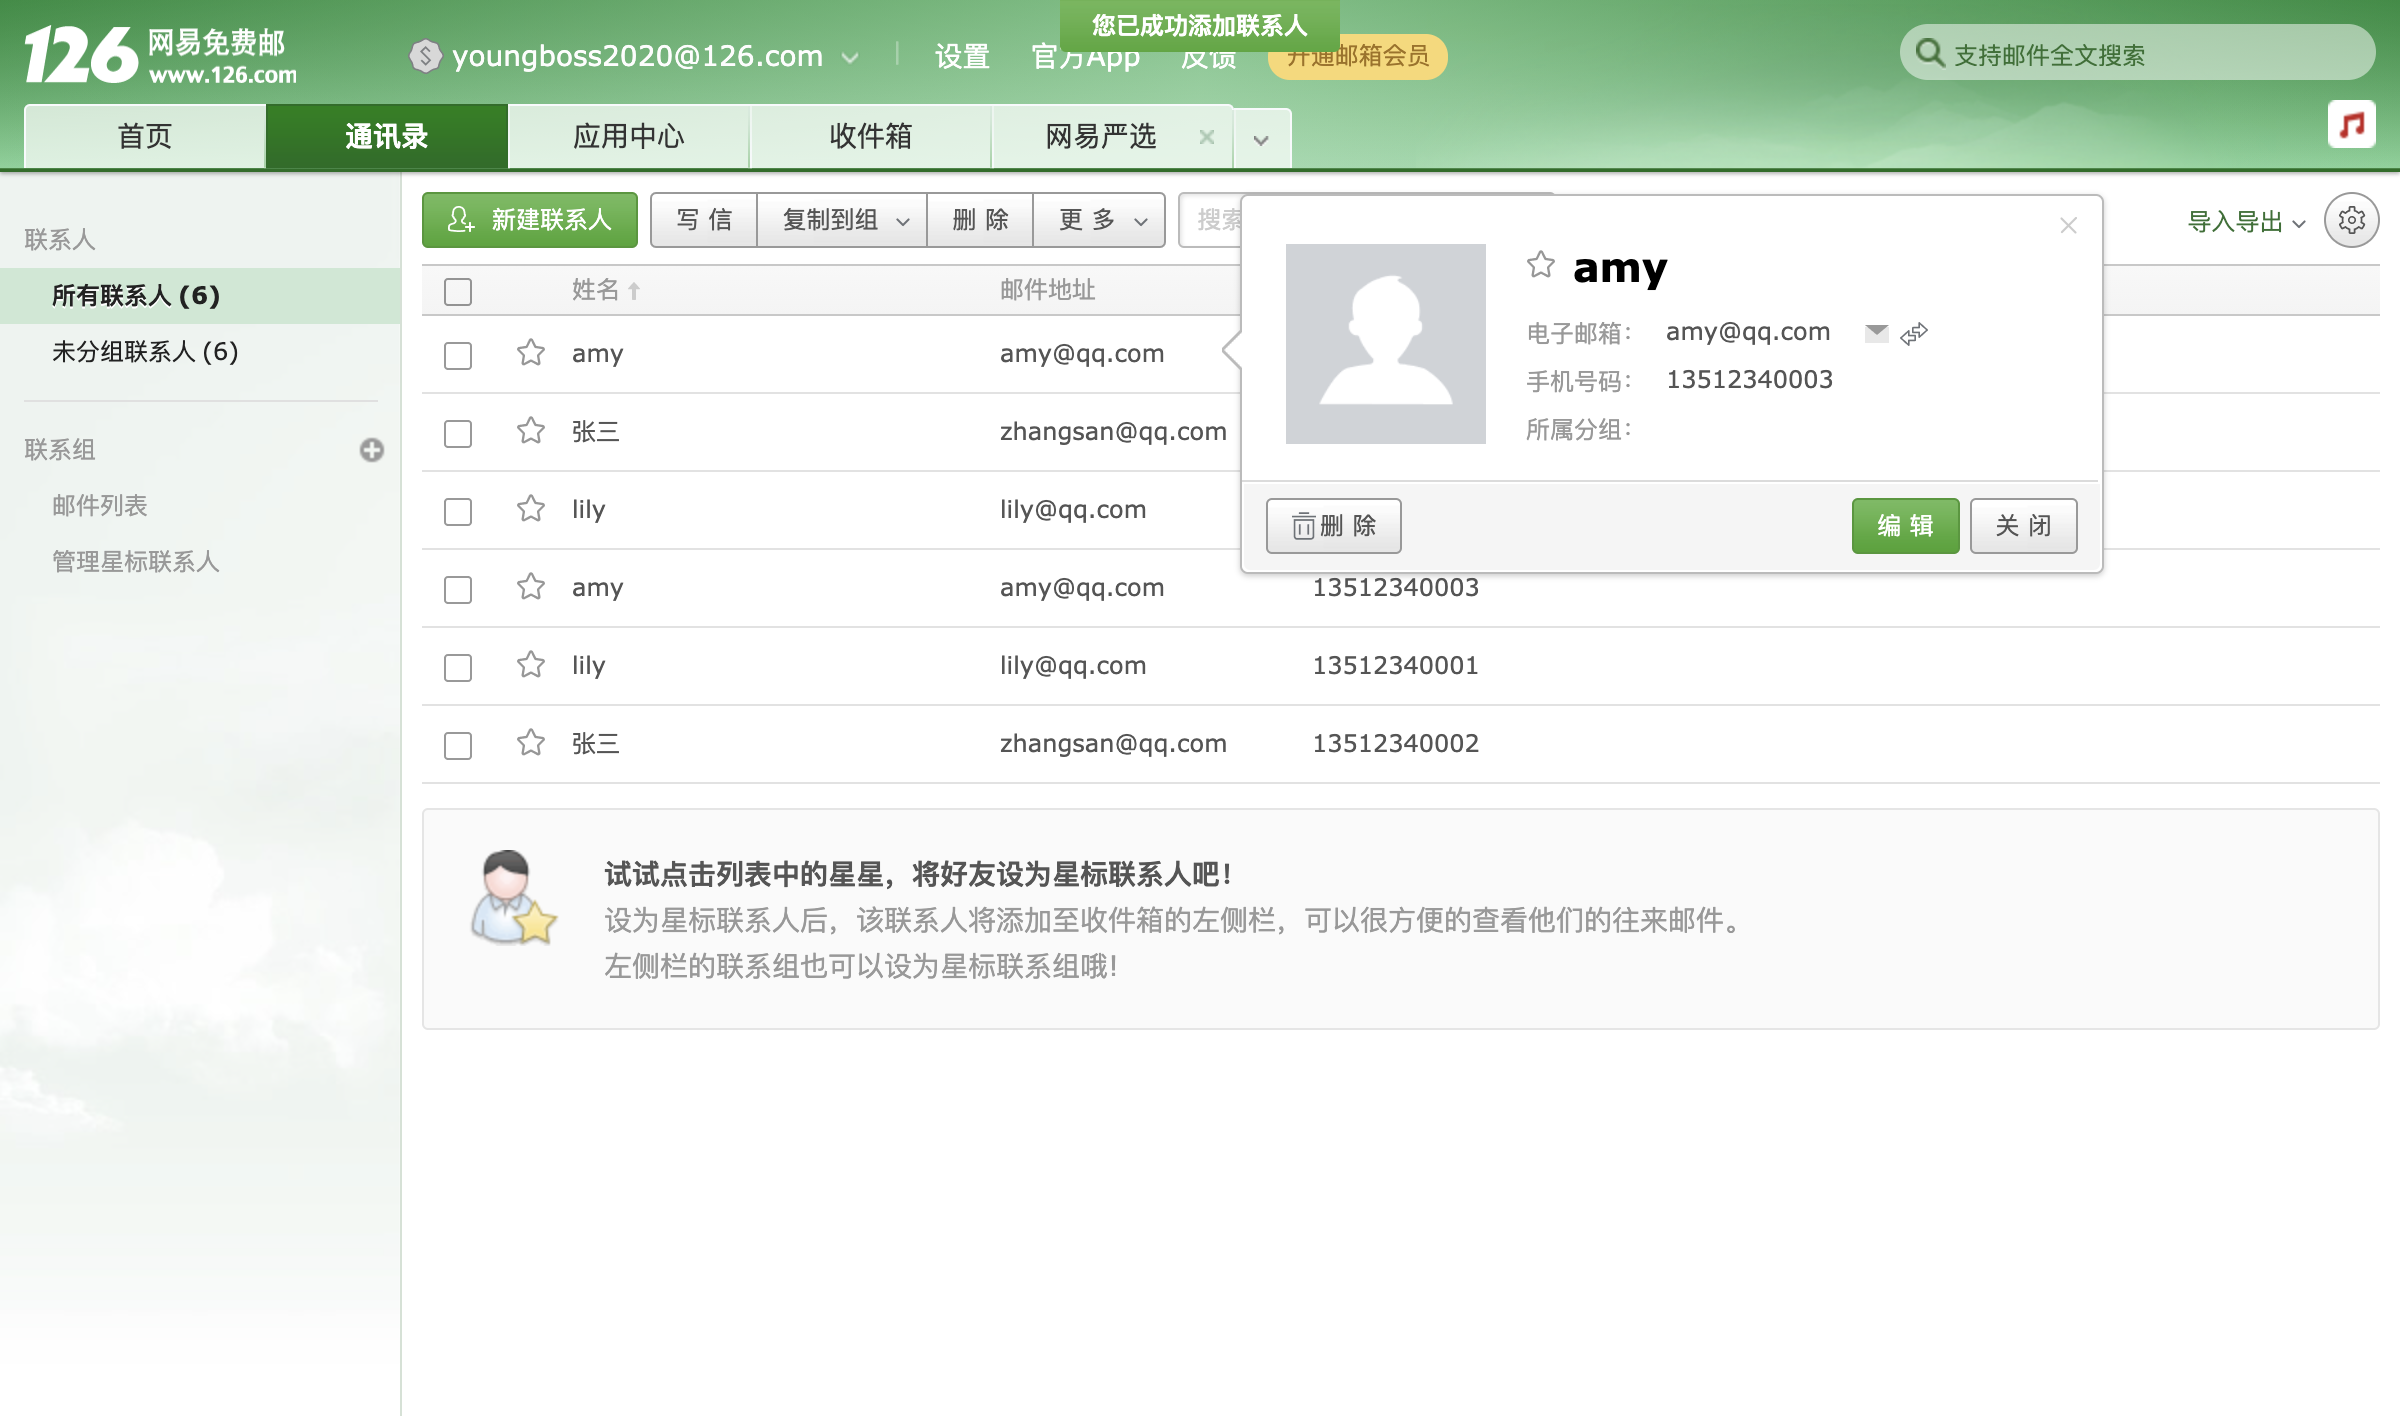 您已成功添加联系人
126 网易免费邮
www.126.com
youngboss2020@126.com
设置 官方App 反馈 开通邮箱会员
支持邮件全文搜索
首页 通讯录 应用中心 收件箱 网易严选
联系人
所有联系人 (6)
未分组联系人 (6)
联系组
邮件列表
管理星标联系人
新建联系人 写 信 复制到组 删 除 更 多 搜索 导入导出
姓名 邮件地址
amy amy@qq.com
张三 zhangsan@qq.com
lily lily@qq.com
amy amy@qq.com 13512340003
lily lily@qq.com 13512340001
张三 zhangsan@qq.com 13512340002
amy
电子邮箱： amy@qq.com
手机号码： 13512340003
所属分组：
删 除 编 辑 关 闭
试试点击列表中的星星，将好友设为星标联系人吧！
设为星标联系人后，该联系人将添加至收件箱的左侧栏，可以很方便的查看他们的往来邮件。
左侧栏的联系组也可以设为星标联系组哦！